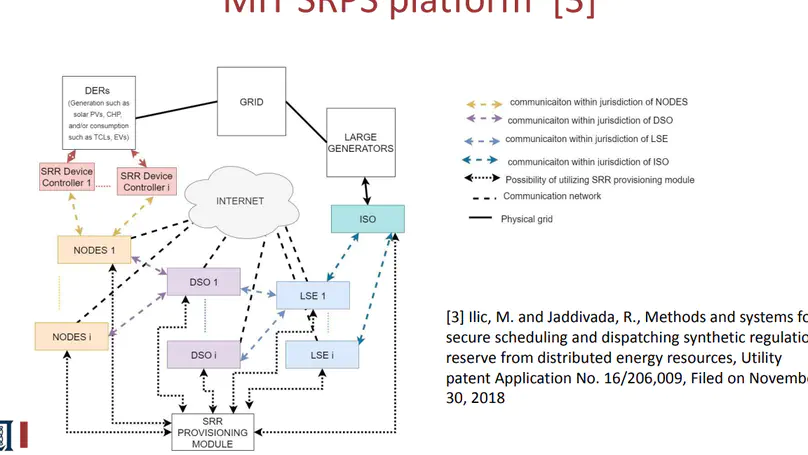 MIT SRPS platform [3]
DERs
(Generation such as
solar PVs, CHP,
and/or consumption
such as TCLs, EVs)
GRID
LARGE
GENERATORS
SRR Device
Controller 1
SRR Device
Controller i
INTERNET
ISO
NODES 1
DSO 1
LSE 1
NODES i
DSO i
LSE i
SRR
PROVISIONING
MODULE
communicaiton within jurisdiction of NODES
communicaiton within jurisdiction of DSO
communicaiton within jurisdiction of LSE
communicaiton within jurisdiction of ISO
Possibility of utilizing SRR provisioning module
Communication network
Physical grid
[3] Ilic, M. and Jaddivada, R., Methods and systems fo
secure scheduling and dispatching synthetic regulatio
reserve from distributed energy resources, Utility
patent Application No. 16/206,009, Filed on Novembe
30, 2018